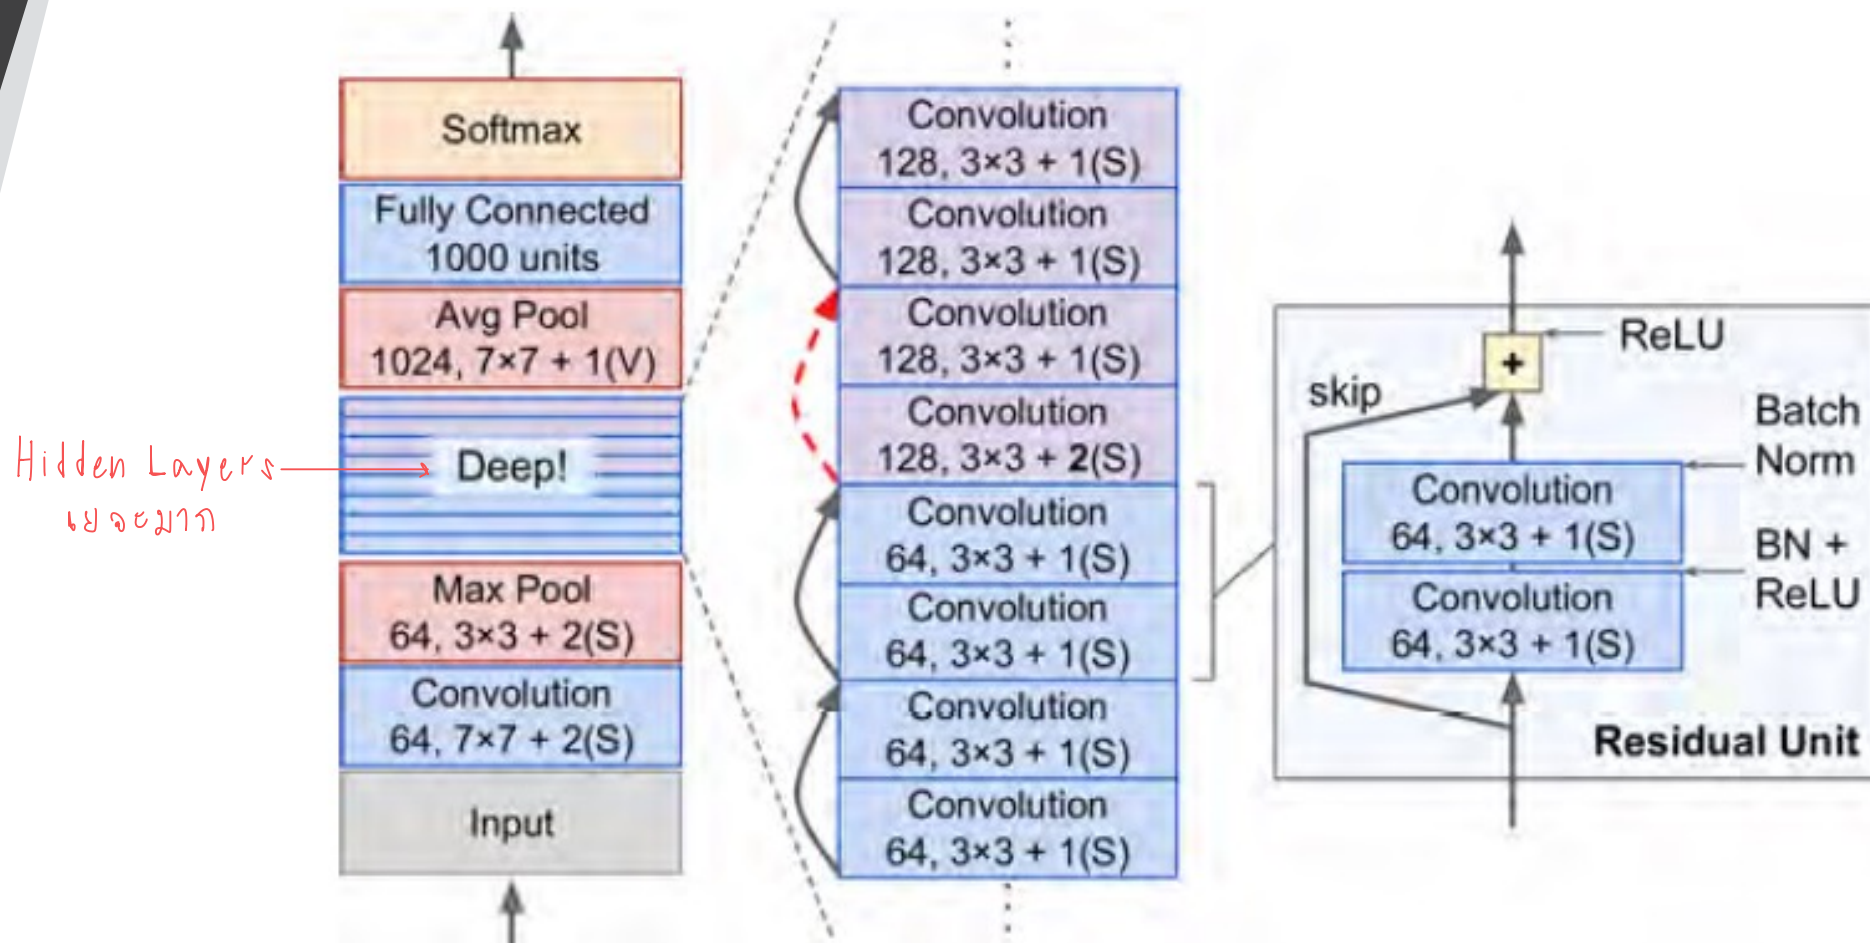 Softmax
Fully Connected
1000 units
Avg Pool
1024, 7×7 + 1(V)
Hidden Layers
เยอะมาก
Deep!
Max Pool
64, 3×3 + 2(S)
Convolution
64, 7×7 + 2(S)
Input
Convolution
128, 3×3 + 1(S)
Convolution
128, 3×3 + 1(S)
Convolution
128, 3×3 + 1(S)
Convolution
128, 3×3 + 2(S)
Convolution
64, 3×3 + 1(S)
Convolution
64, 3×3 + 1(S)
Convolution
64, 3×3 + 1(S)
Convolution
64, 3×3 + 1(S)
+
ReLU
skip
Batch
Norm
Convolution
64, 3×3 + 1(S)
BN +
ReLU
Convolution
64, 3×3 + 1(S)
Residual Unit